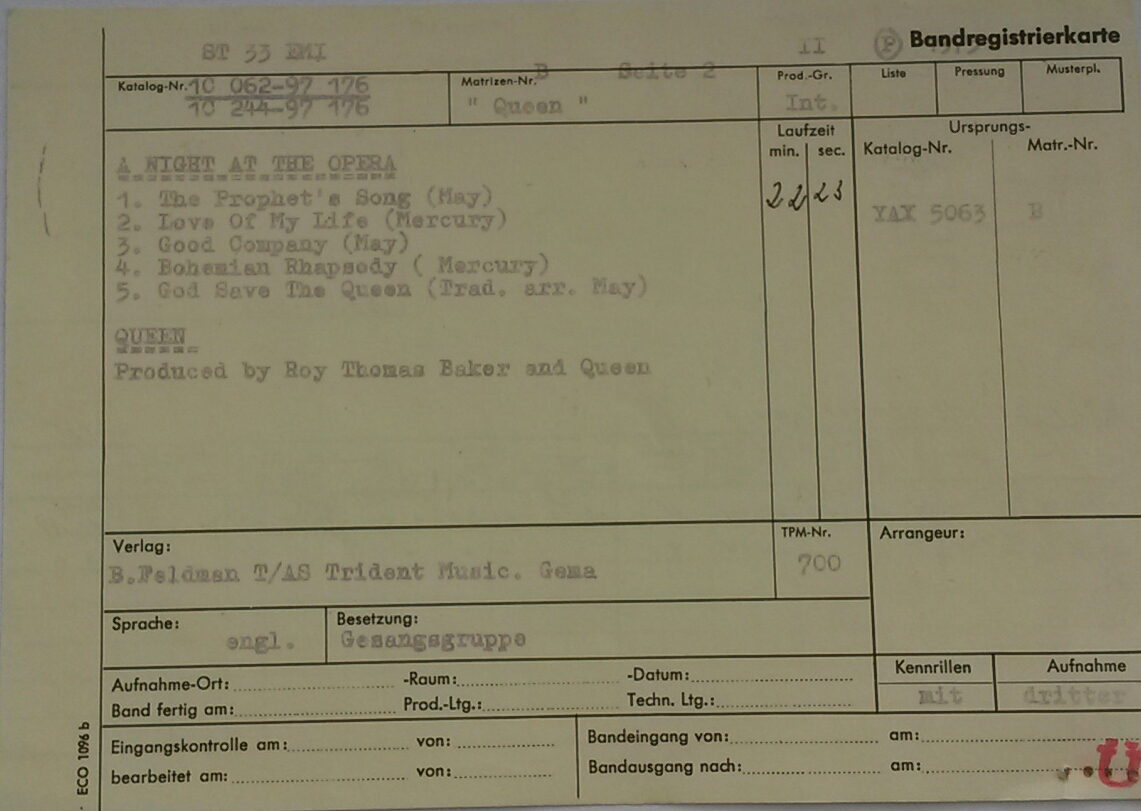 ST 33 EMI II (P) Bandregistrierkarte
Katalog-Nr. 1C 062-97 176 Matrizen-Nr. B Seite 2 Prod.-Gr. Liste Pressung Musterpl.
1C 244-97 176 " Queen " Int.
Laufzeit Ursprungs-
min. sec. Katalog-Nr. Matr.-Nr.
A NIGHT AT THE OPERA
1. The Prophet's Song (May) 22 23
2. Love Of My Life (Mercury) YAX 5063 B
3. Good Company (May)
4. Bohemian Rhapsody ( Mercury)
5. God Save The Queen (Trad. arr. May)
QUEEN
Produced by Roy Thomas Baker and Queen
Verlag: TPM-Nr. Arrangeur:
B.Feldman T/AS Trident Music. Gema 700
Sprache: Besetzung:
engl. Gesangsgruppe
Aufnahme-Ort: -Raum: -Datum: Kennrillen Aufnahme
Band fertig am: Prod.-Ltg.: Techn. Ltg.: mit dritter
Eingangskontrolle am: von: Bandeingang von: am:
bearbeitet am: von: Bandausgang nach: am:
ECO 1096 b